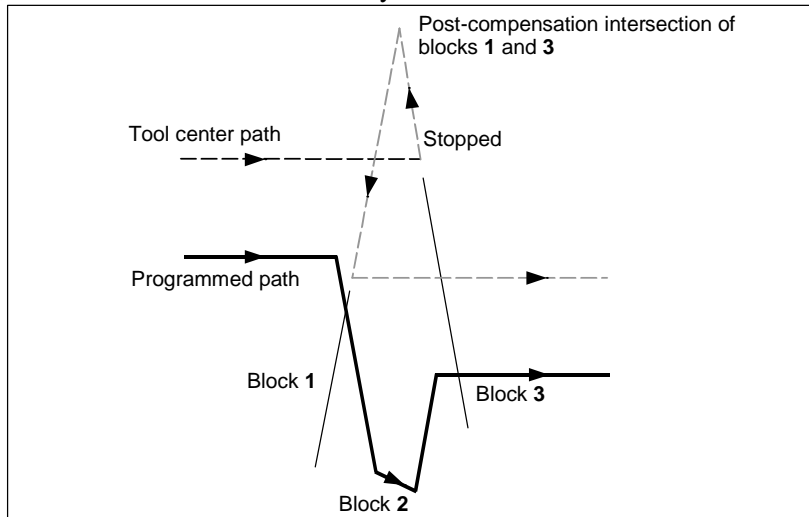 Post-compensation intersection of
blocks 1 and 3
Tool center path
Stopped
Programmed path
Block 1
Block 3
Block 2